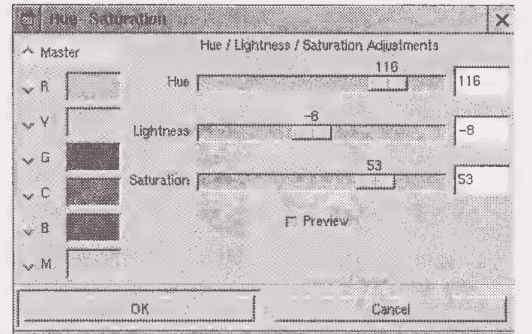 Hue-Saturation
Hue / Lightness / Saturation Adjustments
Master
R
Y
G
C
B
M
116
Hue
116
-8
Lightness
-8
53
Saturation
53
Preview
OK
Cancel